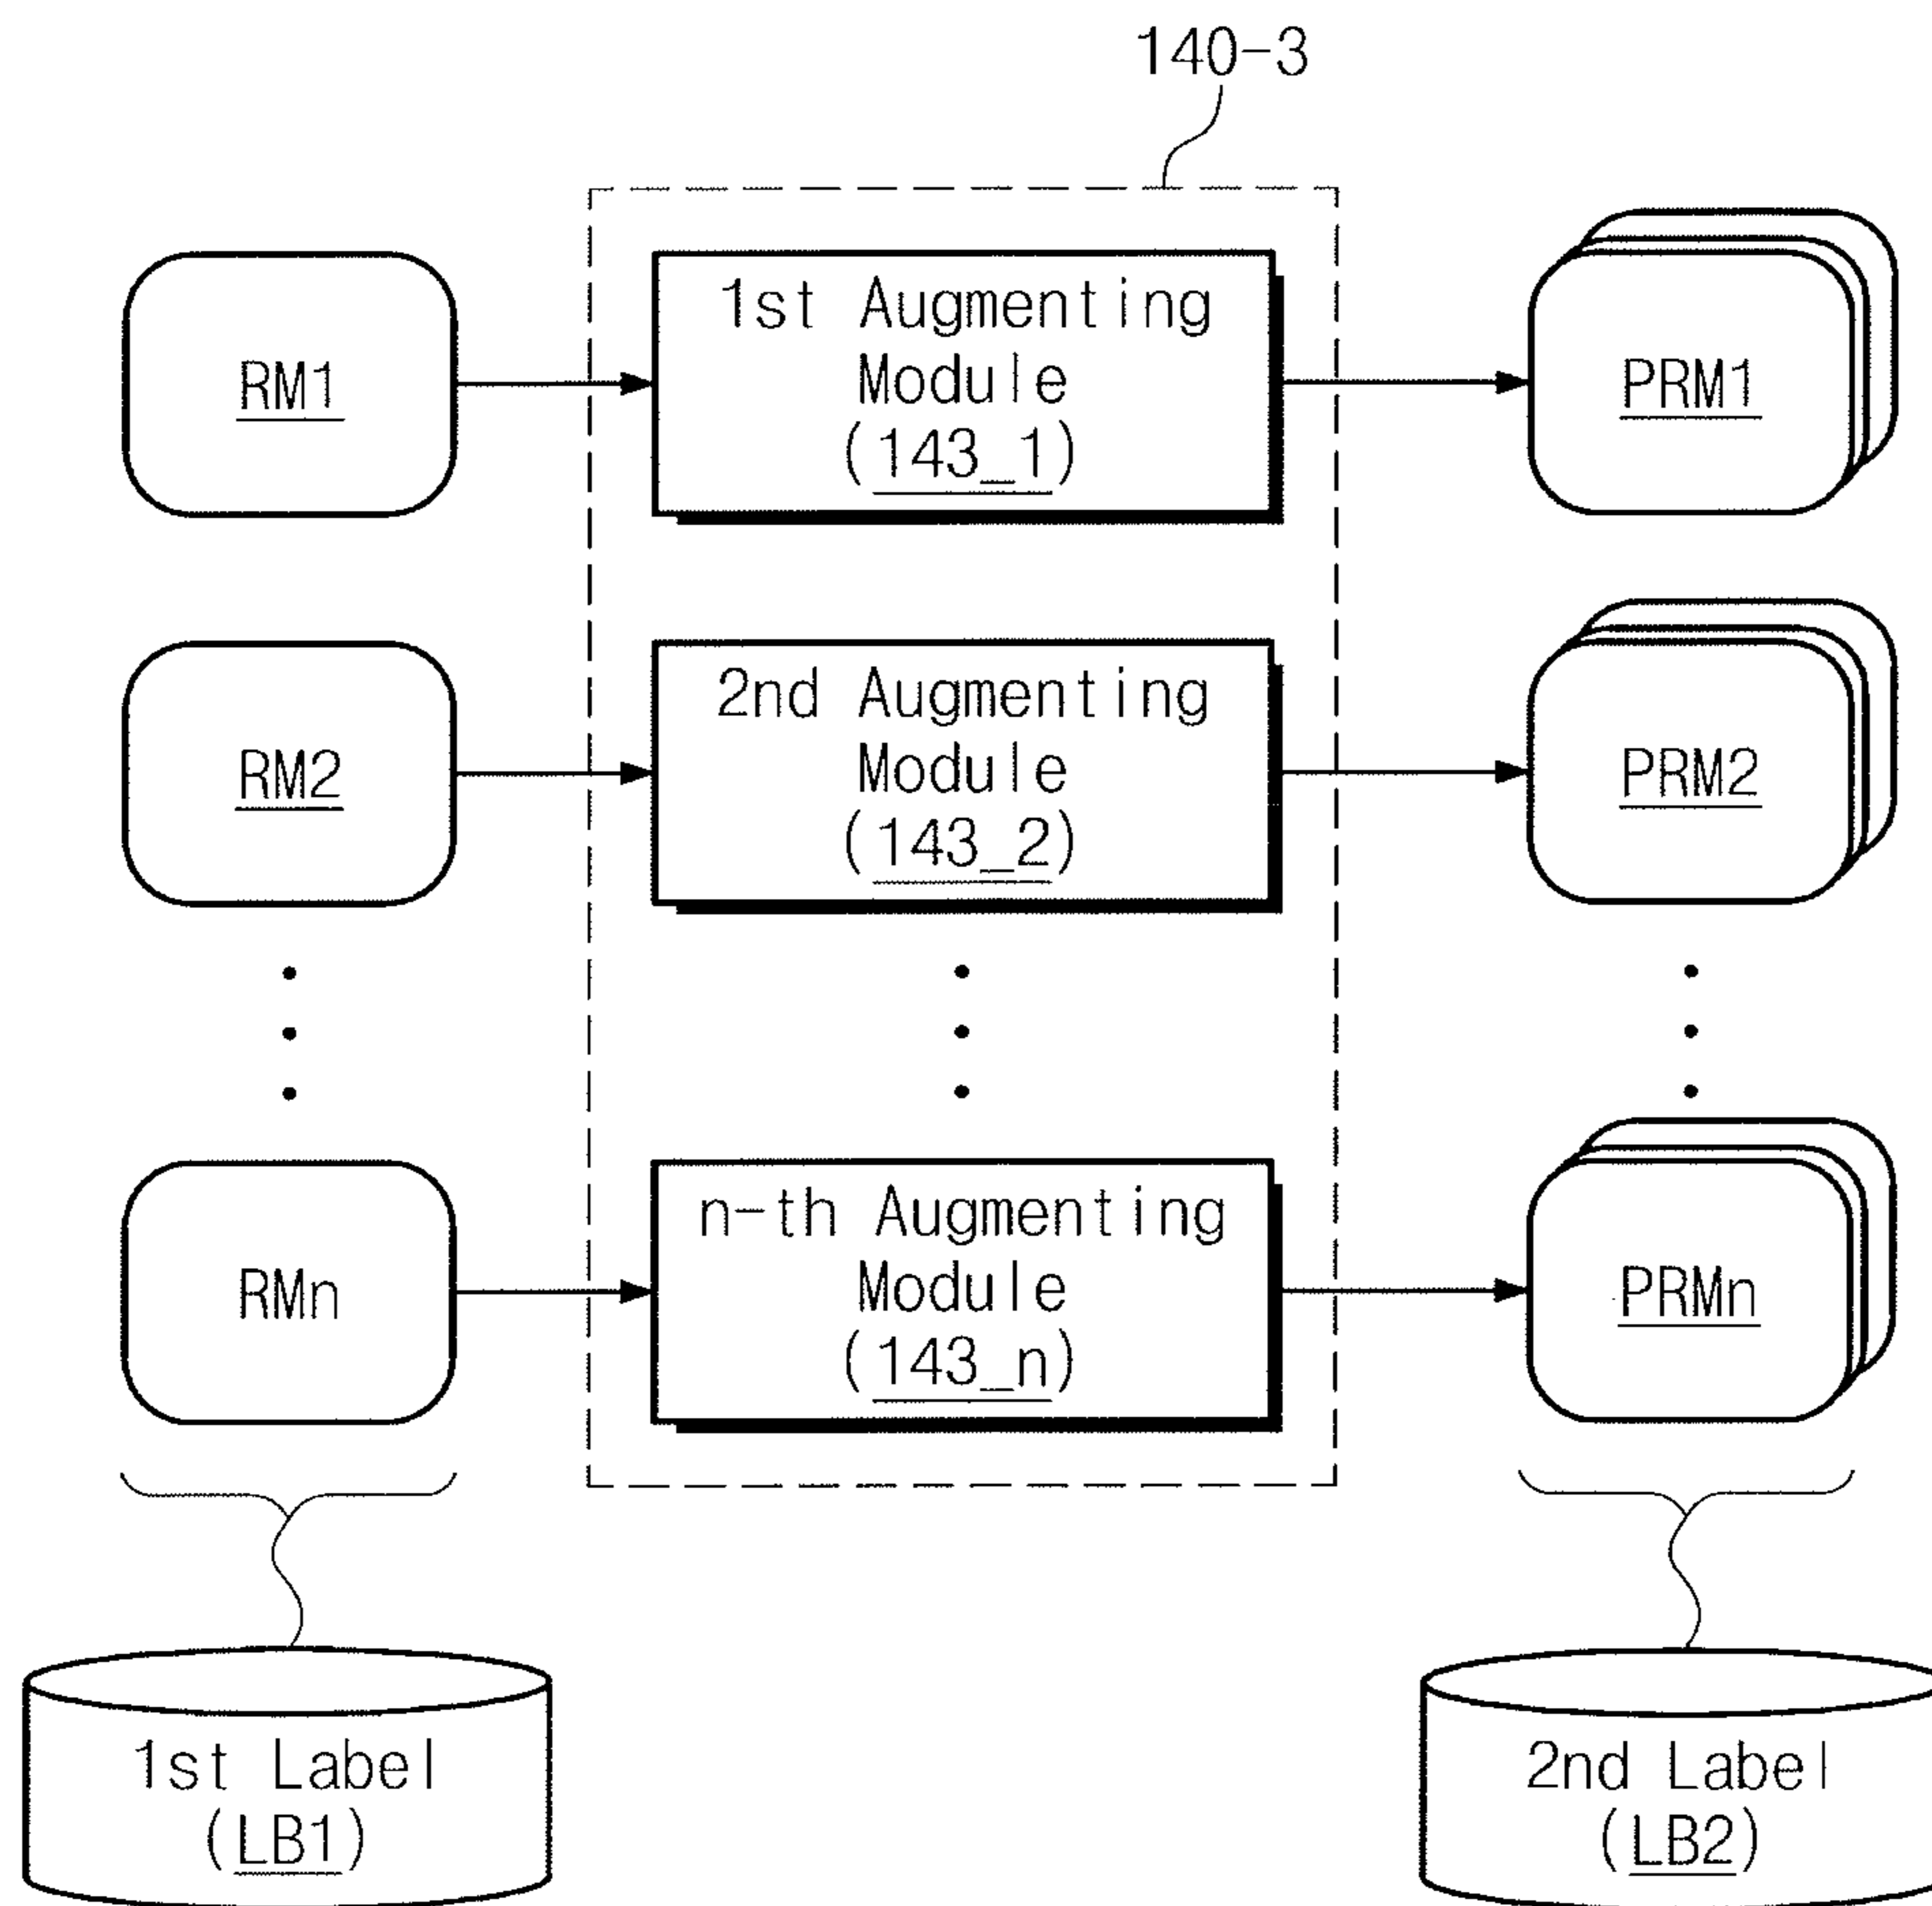 140-3
RM1
1st Augmenting
Module
(143_1)
PRM1
RM2
2nd Augmenting
Module
(143_2)
PRM2
RMn
n-th Augmenting
Module
(143_n)
PRMn
1st Label
(LB1)
2nd Label
(LB2)